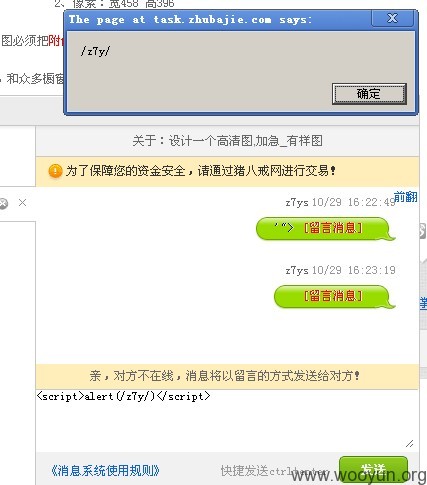 2、像素：宽458 高396
The page at task.zhubajie.com says:
/z7y/
图必须把附
确定
，和众多橱窗
关于：设计一个高清图,加急_有样图
为了保障您的资金安全，请通过猪八戒网进行交易！
前翻
z7ys 10/29 16:22:49
'"> [留言消息]
z7ys 10/29 16:23:19
[留言消息]
亲，对方不在线，消息将以留言的方式发送给对方！
<script>alert(/z7y/)</script>
《消息系统使用规则》
快捷发送ctrl+enter
发送
www.wooyun.org